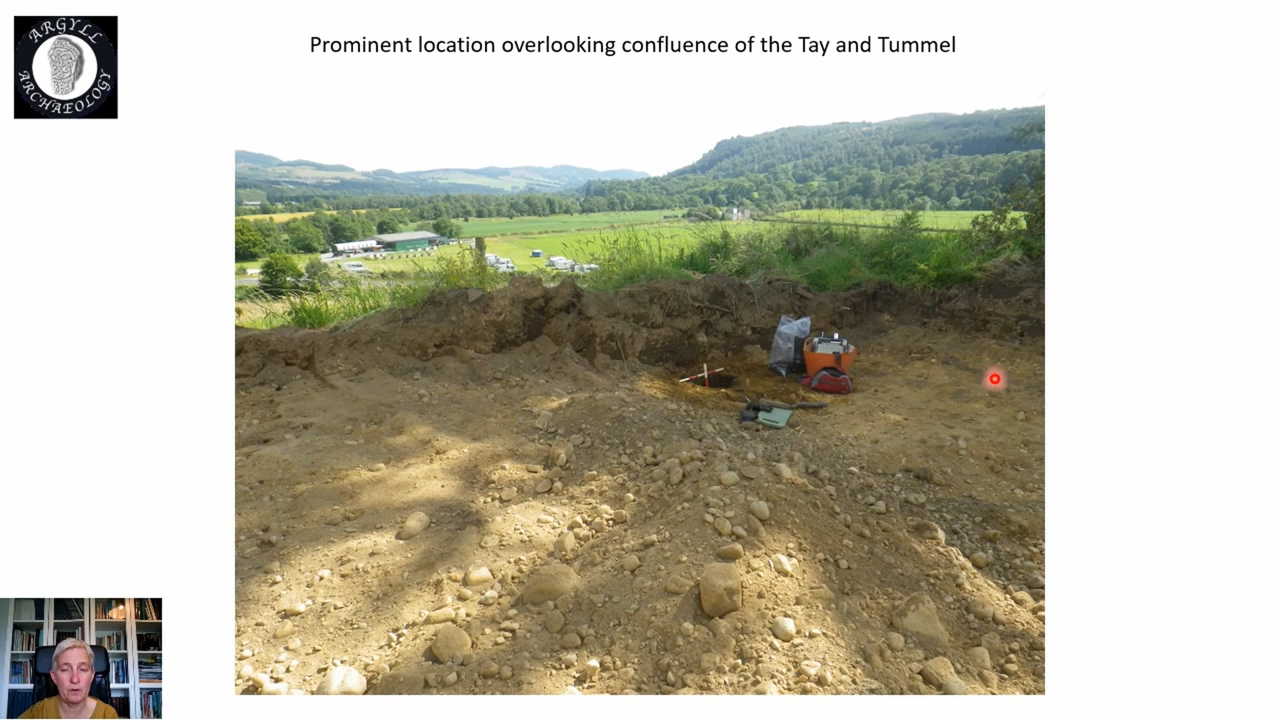 ARGYLL
ARCHAEOLOGY
Prominent location overlooking confluence of the Tay and Tummel